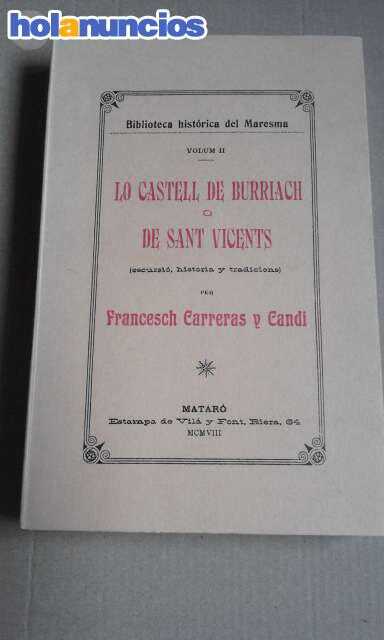 holanuncios
Biblioteca histórica del Maresma
VOLUM II
LO CASTELL DE BURRIACH
O
DE SANT VICENTS
(escursió, historia y tradicions)
PER
Francesch Carreras y Candi
MATARÓ
Estampa de Vilá y Font, Riera, 64
MCMVIII